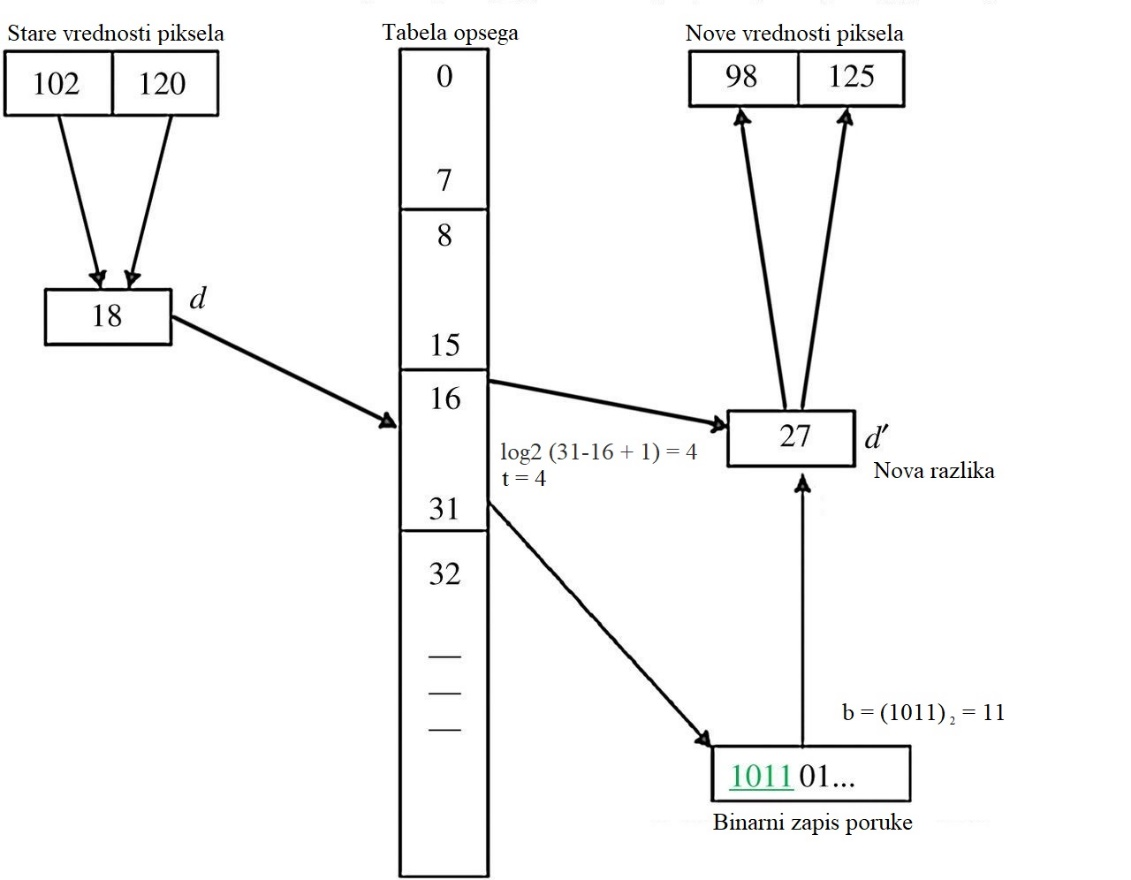 Stare vrednosti piksela
102 120
18
d
Tabela opsega
0
7
8
15
16
31
32
log2 (31-16 + 1) = 4
t = 4
Nove vrednosti piksela
98 125
27
d′
Nova razlika
b = (1011)₂ = 11
1011 01...
Binarni zapis poruke